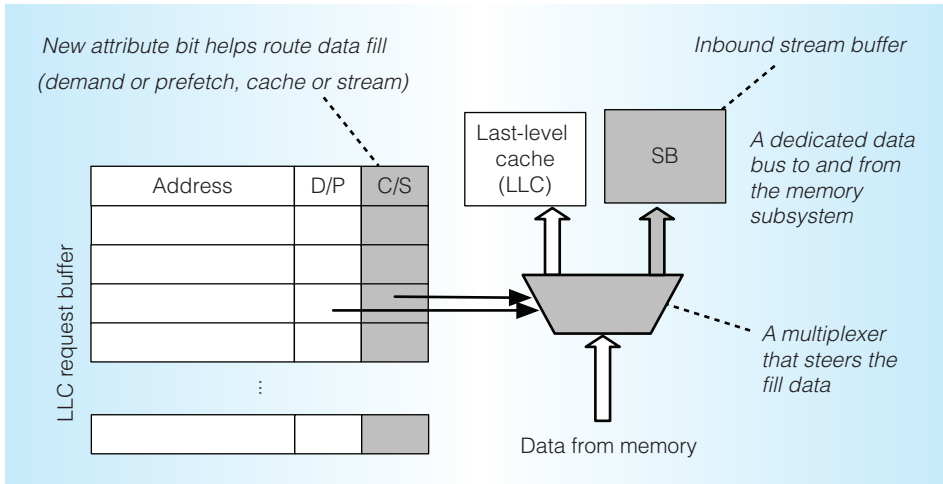 New attribute bit helps route data fill
(demand or prefetch, cache or stream)
Inbound stream buffer
Last-level
cache
(LLC)
SB
A dedicated data
bus to and from
the memory
subsystem
Address
D/P
C/S
LLC request buffer
...
A multiplexer
that steers the
fill data
Data from memory